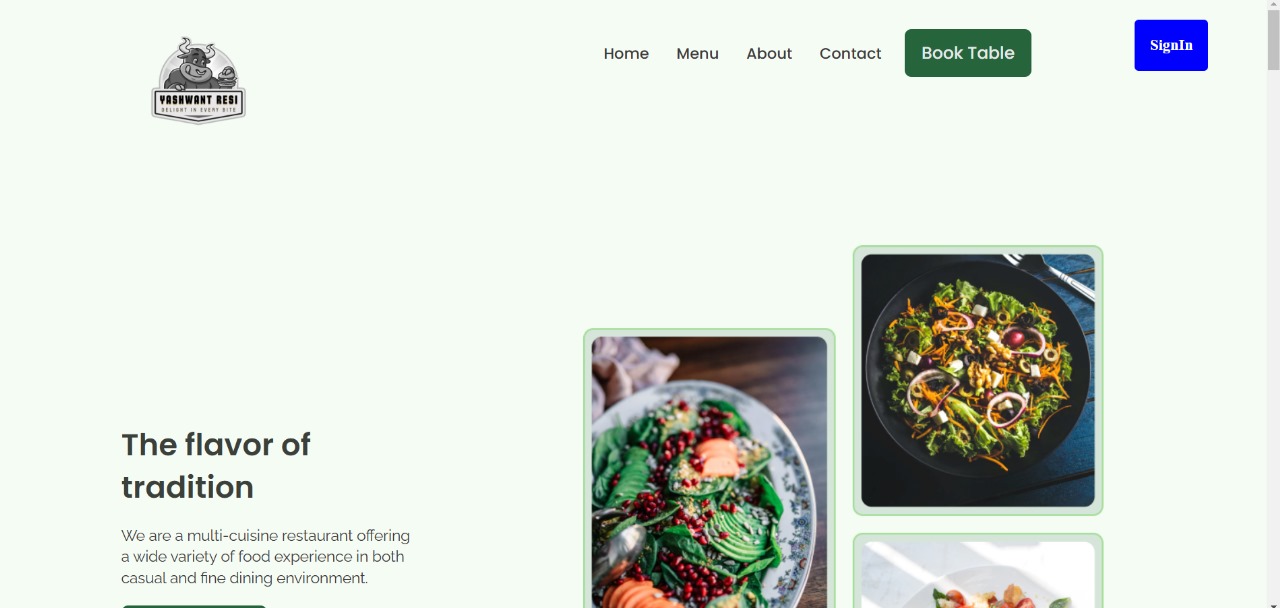 YASHWANT RESI
DELIGHT IN EVERY BITE
Home
Menu
About
Contact
Book Table
SignIn
The flavor of
tradition
We are a multi-cuisine restaurant offering
a wide variety of food experience in both
casual and fine dining environment.